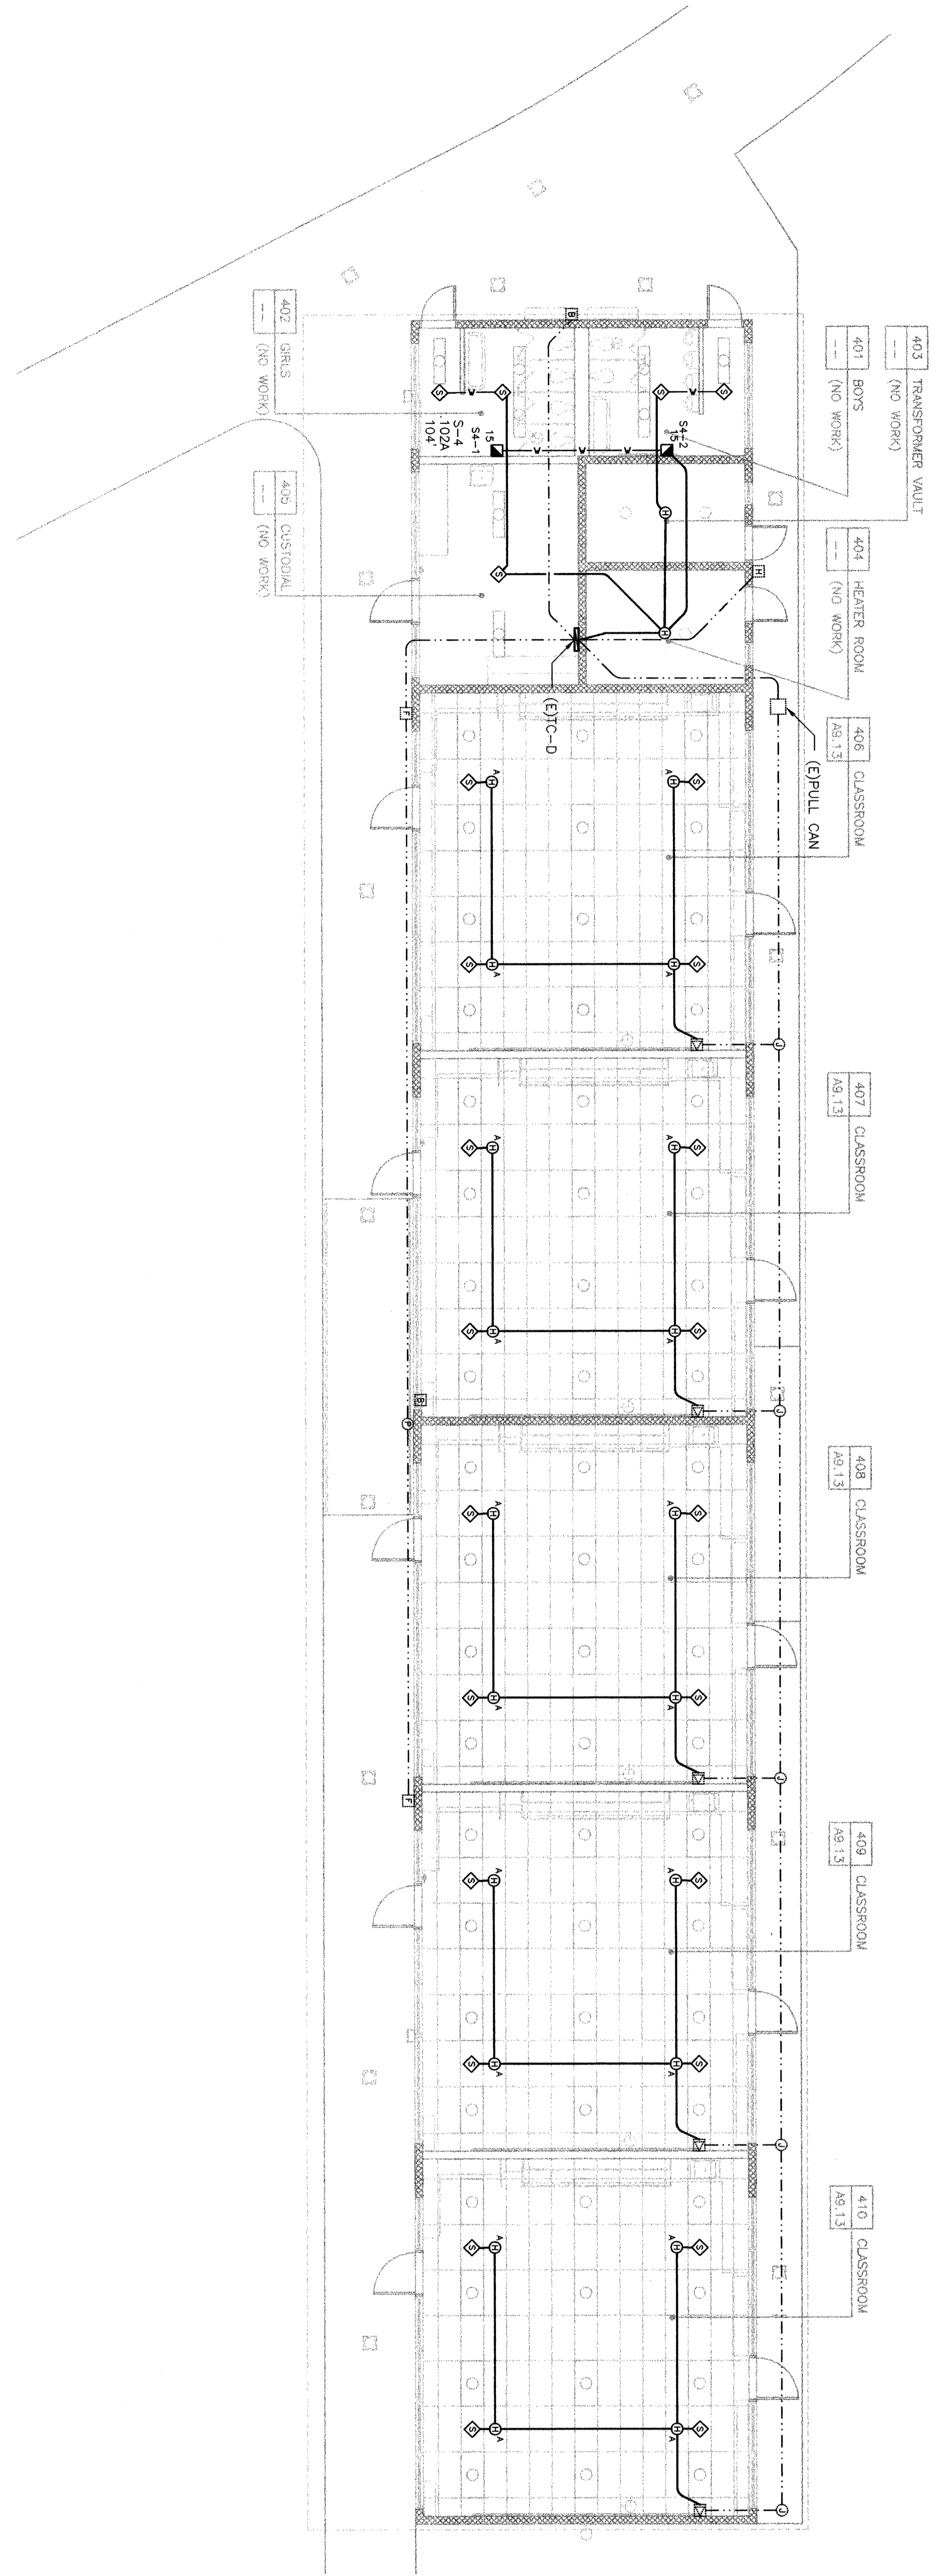 403 TRANSFORMER VAULT
-- (NO WORK)
401 BOYS
-- (NO WORK)
404 HEATER ROOM
-- (NO WORK)
402 GIRLS
-- (NO WORK)
405 CUSTODIAL
-- (NO WORK)
406 CLASSROOM
A9.13
(E)PULL CAN
407 CLASSROOM
A9.13
408 CLASSROOM
A9.13
409 CLASSROOM
A9.13
410 CLASSROOM
A9.13
B
S
V
S
S
V
S
S4-2
15
S4-1
15
V
V
V
S-4
.102A
104'
H
S
H
H
(E)TC-D
F
A H S
A H S
S H A
S H A
J
A H S
A H S
S H A
S H A
J
B
P
A H S
A H S
S H A
S H A
J
F
A H S
A H S
S H A
S H A
J
A H S
A H S
S H A
S H A
J